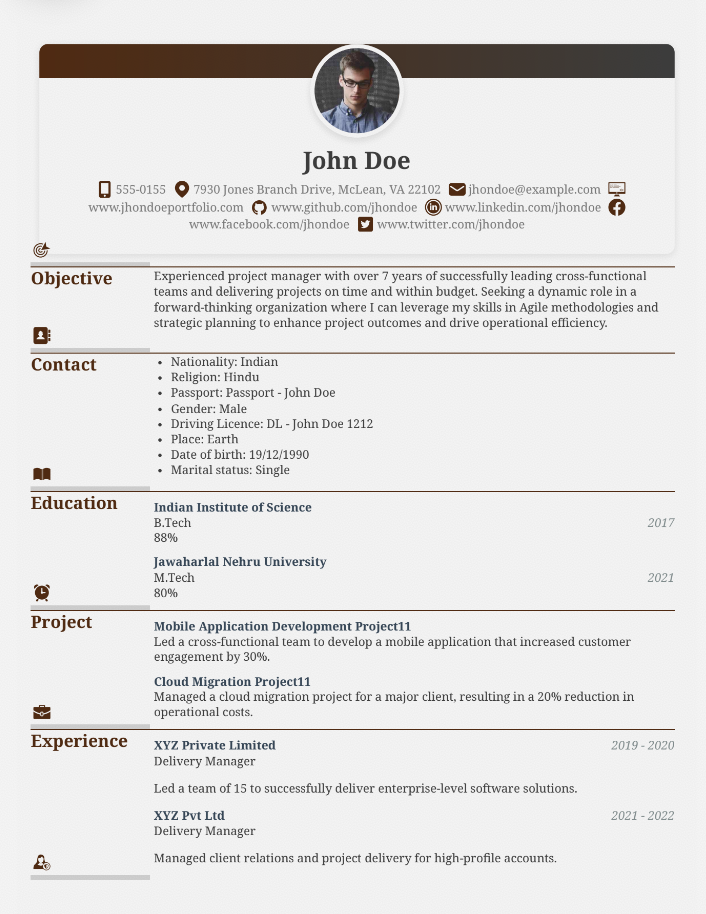 John Doe
555-0155 7930 Jones Branch Drive, McLean, VA 22102 jhondoe@example.com
www.jhondoeportfolio.com www.github.com/jhondoe www.linkedin.com/jhondoe
www.facebook.com/jhondoe www.twitter.com/jhondoe
Objective
Experienced project manager with over 7 years of successfully leading cross-functional
teams and delivering projects on time and within budget. Seeking a dynamic role in a
forward-thinking organization where I can leverage my skills in Agile methodologies and
strategic planning to enhance project outcomes and drive operational efficiency.
Contact
• Nationality: Indian
• Religion: Hindu
• Passport: Passport - John Doe
• Gender: Male
• Driving Licence: DL - John Doe 1212
• Place: Earth
• Date of birth: 19/12/1990
• Marital status: Single
Education
Indian Institute of Science
B.Tech 2017
88%
Jawaharlal Nehru University
M.Tech 2021
80%
Project
Mobile Application Development Project11
Led a cross-functional team to develop a mobile application that increased customer
engagement by 30%.
Cloud Migration Project11
Managed a cloud migration project for a major client, resulting in a 20% reduction in
operational costs.
Experience
XYZ Private Limited 2019 - 2020
Delivery Manager
Led a team of 15 to successfully deliver enterprise-level software solutions.
XYZ Pvt Ltd 2021 - 2022
Delivery Manager
Managed client relations and project delivery for high-profile accounts.